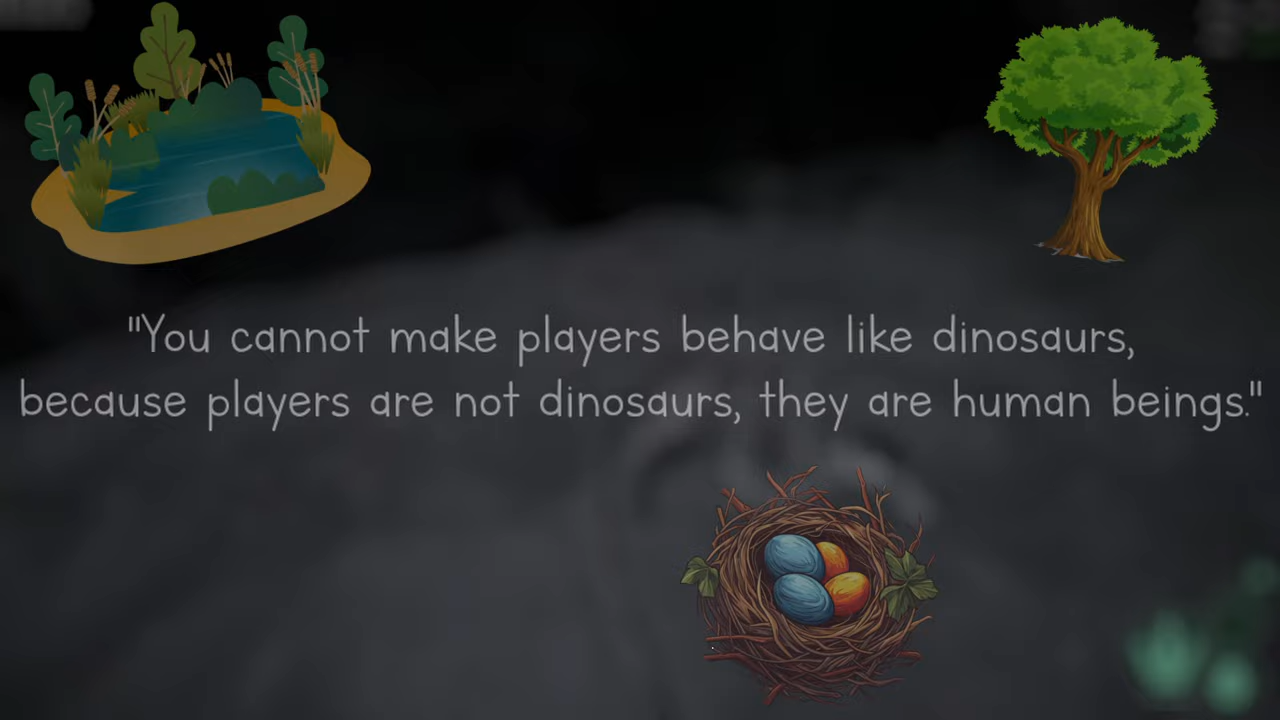 "You cannot make players behave like dinosaurs,
because players are not dinosaurs, they are human beings."